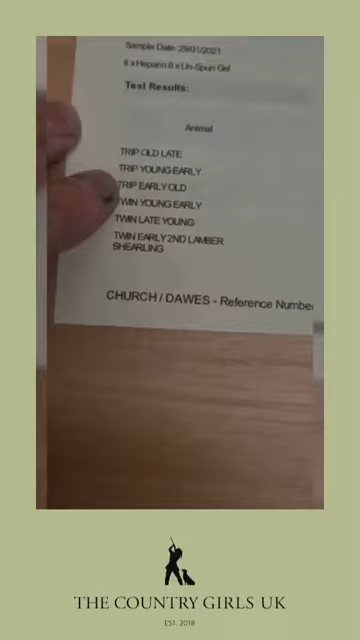 Sample Date: 29/01/2021
6 x Heparin 6 x Un-Spun Gel
Test Results:
Animal
TRIP OLD LATE
TRIP YOUNG EARLY
TRIP EARLY OLD
TWIN YOUNG EARLY
TWIN LATE YOUNG
TWIN EARLY 2ND LAMBER
SHEARLING
CHURCH / DAWES - Reference Number
THE COUNTRY GIRLS UK
EST. 2018